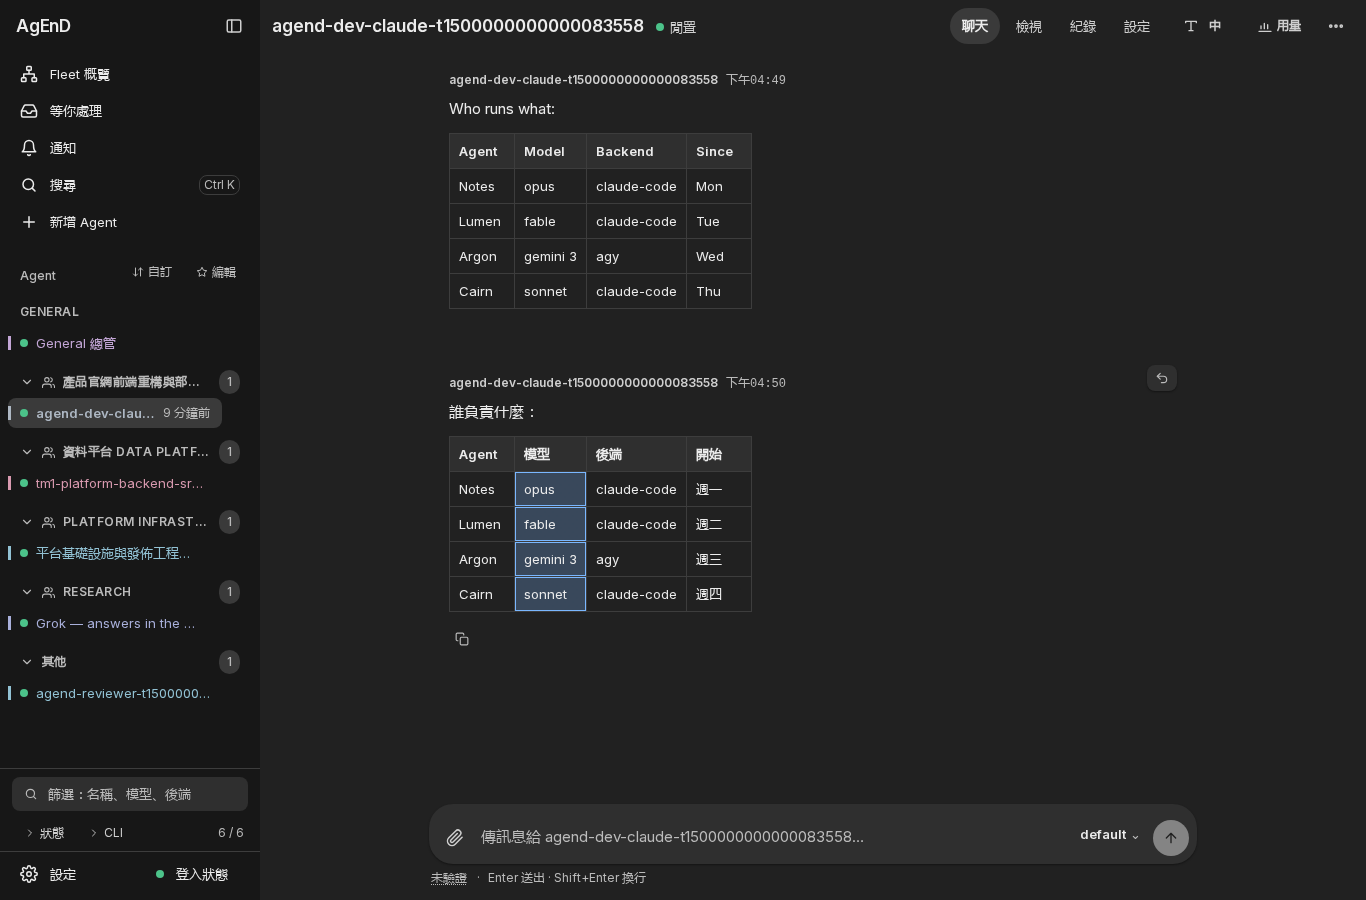 AgEnD
Fleet 概覽
等你處理
通知
搜尋 Ctrl K
新增 Agent
Agent 自訂 編輯
GENERAL
General 總管
產品官網前端重構與部… 1
agend-dev-clau… 9 分鐘前
資料平台 DATA PLATF… 1
tm1-platform-backend-sr…
PLATFORM INFRAST… 1
平台基礎設施與發佈工程…
RESEARCH 1
Grok — answers in the …
其他 1
agend-reviewer-t1500000…
篩選：名稱、模型、後端
狀態 CLI 6 / 6
設定 登入狀態
agend-dev-claude-t1500000000000083558 閒置 聊天 檢視 紀錄 設定 中 用量
agend-dev-claude-t1500000000000083558 下午04:49
Who runs what:
Agent Model Backend Since
Notes opus claude-code Mon
Lumen fable claude-code Tue
Argon gemini 3 agy Wed
Cairn sonnet claude-code Thu
agend-dev-claude-t1500000000000083558 下午04:50
誰負責什麼：
Agent 模型 後端 開始
Notes opus claude-code 週一
Lumen fable claude-code 週二
Argon gemini 3 agy 週三
Cairn sonnet claude-code 週四
傳訊息給 agend-dev-claude-t1500000000000083558… default
未驗證 · Enter 送出 · Shift+Enter 換行